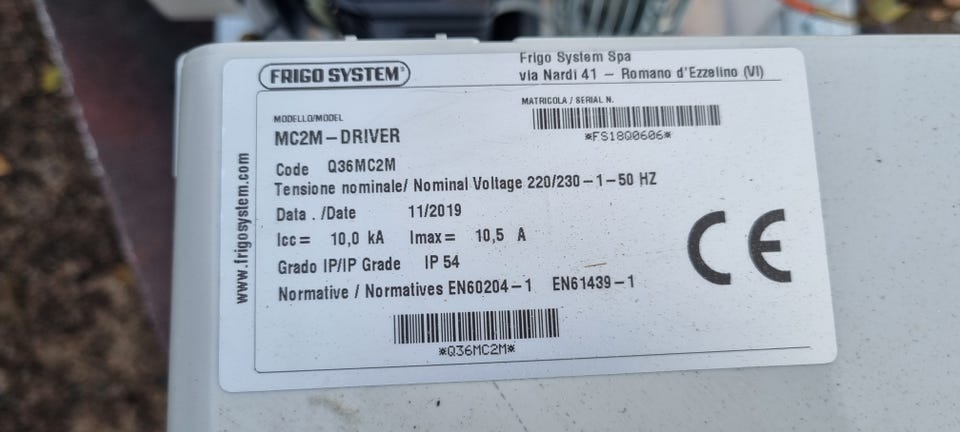 FRIGO SYSTEM®
Frigo System Spa
via Nardi 41 – Romano d'Ezzelino (VI)
MATRICOLA / SERIAL N.
*FS18Q0606*
MODELLO/MODEL
MC2M–DRIVER
Code Q36MC2M
Tensione nominale/ Nominal Voltage 220/230–1–50 HZ
Data . /Date 11/2019
Icc= 10,0 kA Imax= 10,5 A
Grado IP/IP Grade IP 54
Normative / Normatives EN60204–1 EN61439–1
*Q36MC2M*
CE
www.frigosystem.com